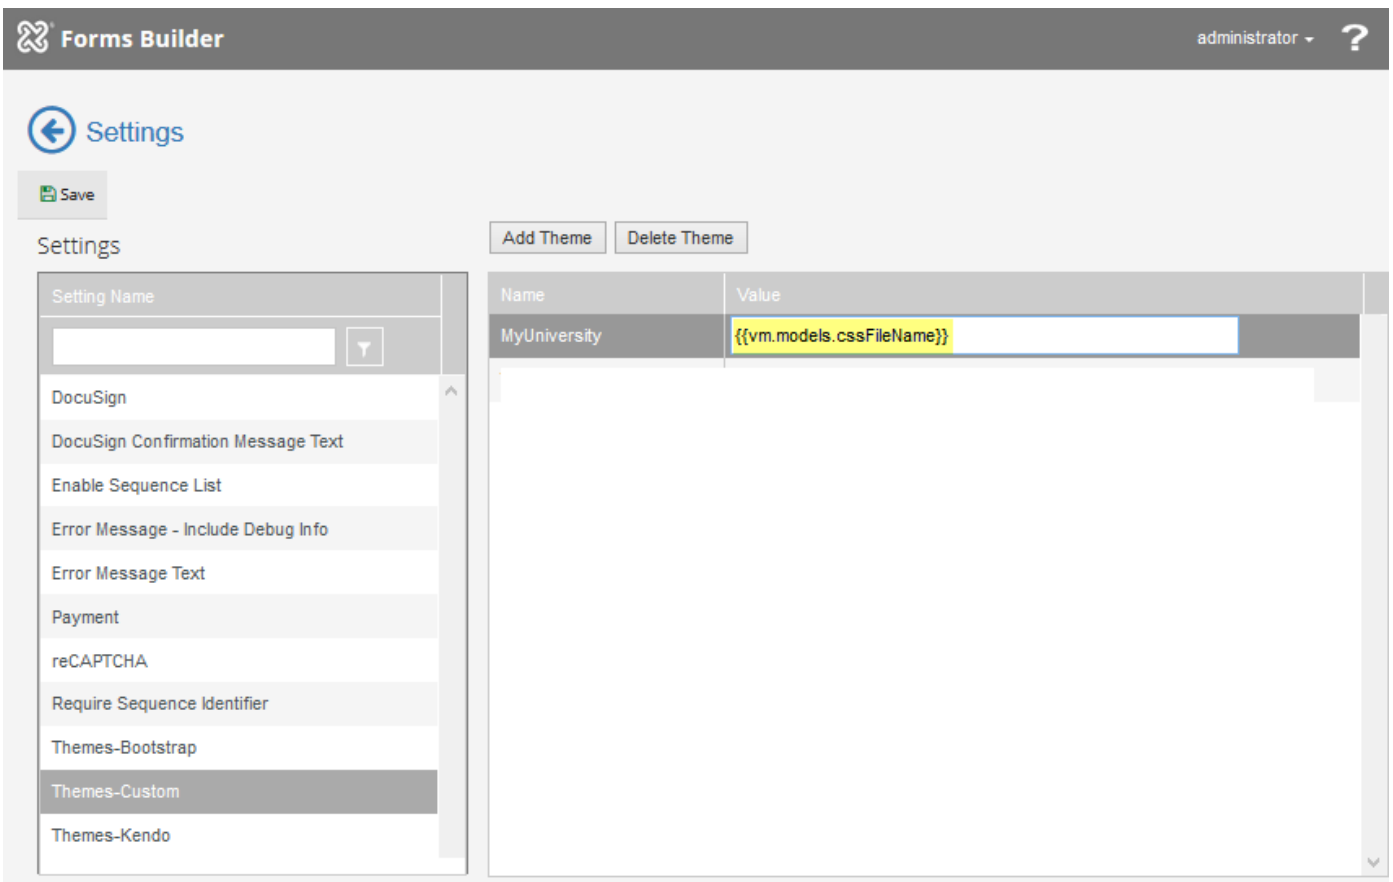 Forms Builder
administrator
?
Settings
Save
Settings
Add Theme
Delete Theme
Setting Name
Name
Value
MyUniversity
{{vm.models.cssFileName}}
DocuSign
DocuSign Confirmation Message Text
Enable Sequence List
Error Message - Include Debug Info
Error Message Text
Payment
reCAPTCHA
Require Sequence Identifier
Themes-Bootstrap
Themes-Custom
Themes-Kendo